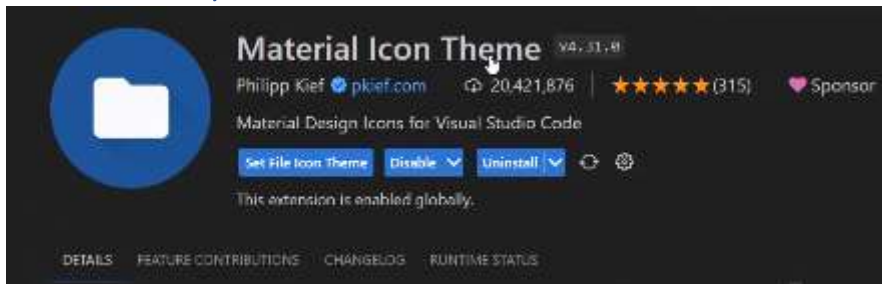 Material Icon Theme v4.31.0
Philipp Kief pkief.com 20,421,876 (315) Sponsor
Material Design Icons for Visual Studio Code
Set File Icon Theme Disable Uninstall
This extension is enabled globally.
DETAILS FEATURE CONTRIBUTIONS CHANGELOG RUNTIME STATUS